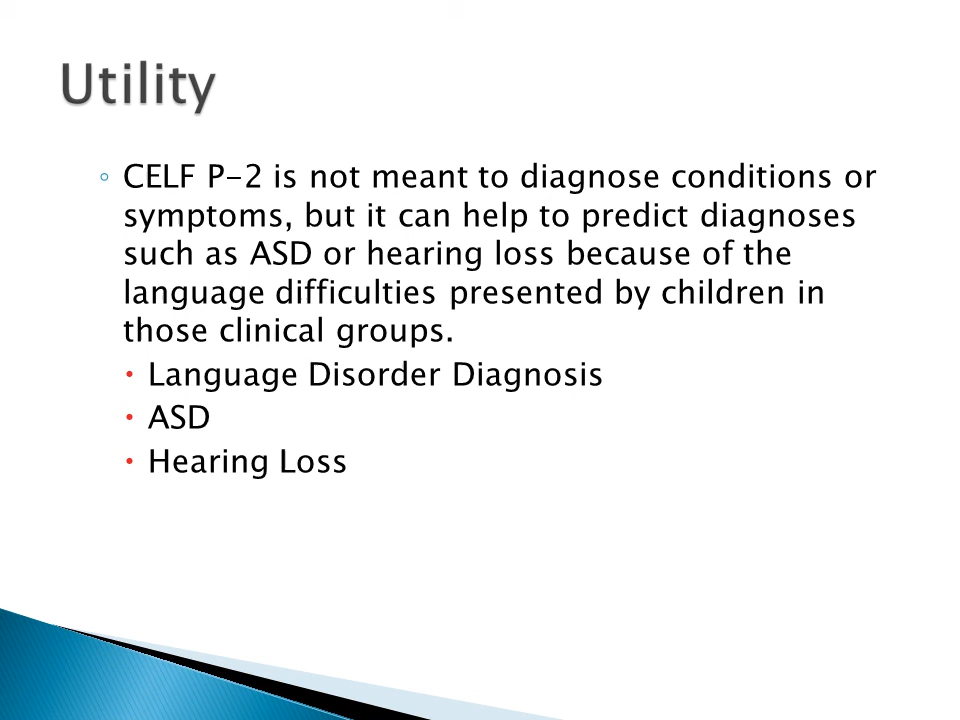 Utility
◦ CELF P-2 is not meant to diagnose conditions or
symptoms, but it can help to predict diagnoses
such as ASD or hearing loss because of the
language difficulties presented by children in
those clinical groups.
▪ Language Disorder Diagnosis
▪ ASD
▪ Hearing Loss